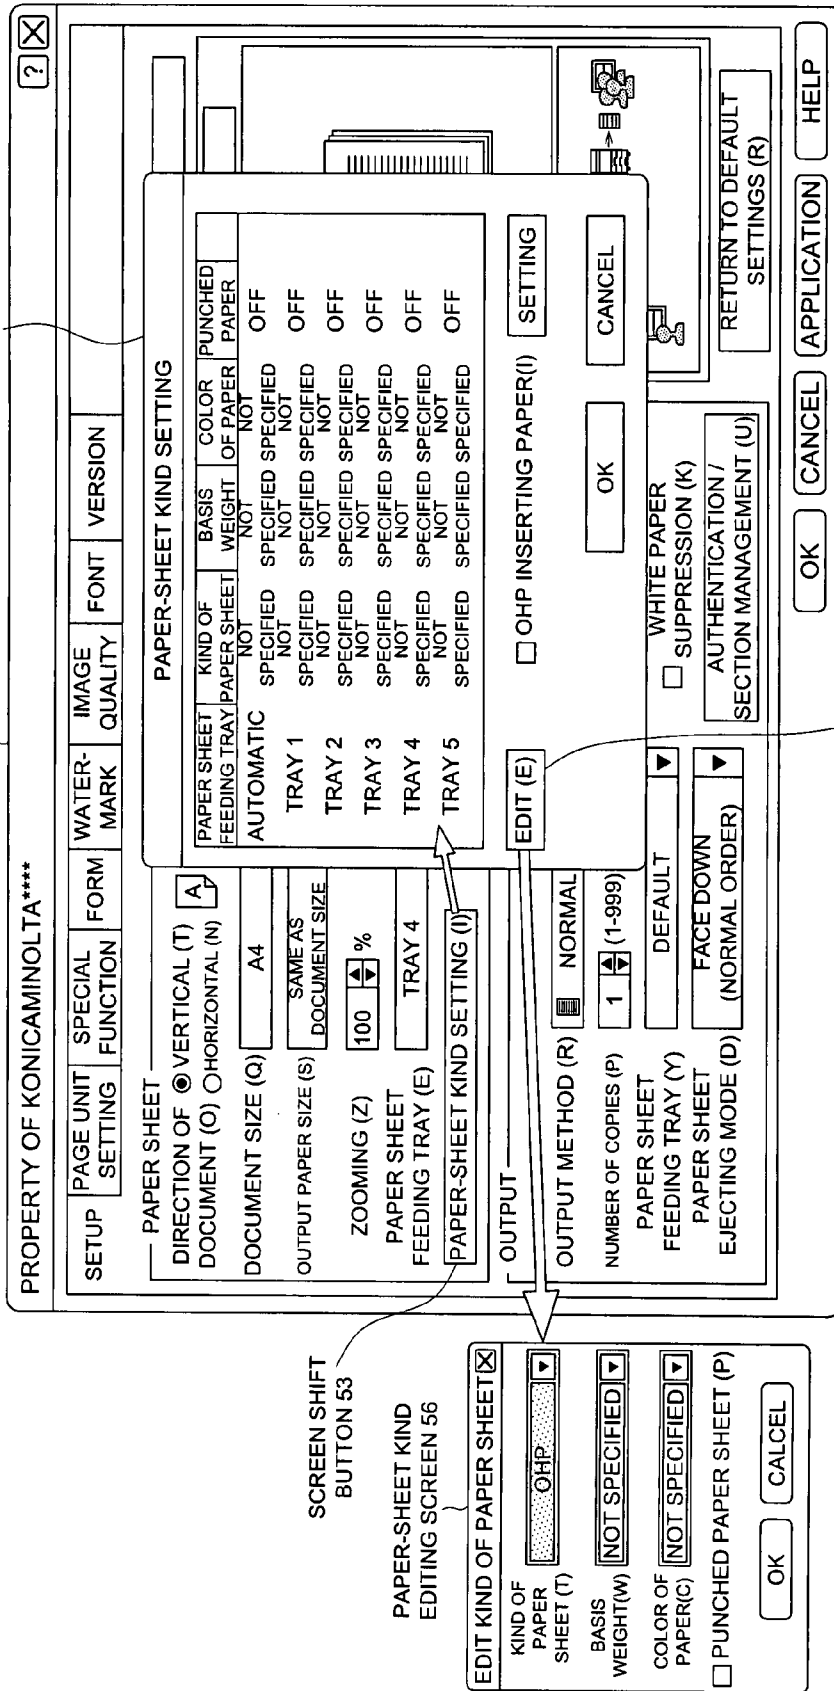 PROPERTY OF KONICAMINOLTA****
? X
SETUP
PAGE UNIT
SETTING
SPECIAL
FUNCTION
FORM
WATER-
MARK
IMAGE
QUALITY
FONT
VERSION
PAPER SHEET
DIRECTION OF
DOCUMENT (O)
VERTICAL (T)
HORIZONTAL (N)
A
DOCUMENT SIZE (Q)
A4
OUTPUT PAPER SIZE (S)
SAME AS
DOCUMENT SIZE
ZOOMING (Z)
100 %
PAPER SHEET
FEEDING TRAY (E)
TRAY 4
PAPER-SHEET KIND SETTING (I)
OUTPUT
OUTPUT METHOD (R)
NORMAL
NUMBER OF COPIES (P)
1 (1-999)
PAPER SHEET
FEEDING TRAY (Y)
DEFAULT
PAPER SHEET
EJECTING MODE (D)
FACE DOWN
(NORMAL ORDER)
WHITE PAPER
SUPPRESSION (K)
AUTHENTICATION /
SECTION MANAGEMENT (U)
RETURN TO DEFAULT
SETTINGS (R)
OK CANCEL APPLICATION HELP
PAPER-SHEET KIND SETTING
PAPER SHEET
FEEDING TRAY
KIND OF
PAPER SHEET
BASIS
WEIGHT
COLOR
OF PAPER
PUNCHED
PAPER
NOT NOT NOT
AUTOMATIC SPECIFIED SPECIFIED SPECIFIED OFF
NOT NOT NOT
TRAY 1 SPECIFIED SPECIFIED SPECIFIED OFF
NOT NOT NOT
TRAY 2 SPECIFIED SPECIFIED SPECIFIED OFF
NOT NOT NOT
TRAY 3 SPECIFIED SPECIFIED SPECIFIED OFF
NOT NOT NOT
TRAY 4 SPECIFIED SPECIFIED SPECIFIED OFF
NOT NOT NOT
TRAY 5 SPECIFIED SPECIFIED SPECIFIED OFF
EDIT (E)
OHP INSERTING PAPER(I)
SETTING
OK CANCEL
SCREEN SHIFT
BUTTON 53
PAPER-SHEET KIND
EDITING SCREEN 56
EDIT KIND OF PAPER SHEET X
KIND OF
PAPER
SHEET (T)
OHP
BASIS
WEIGHT(W)
NOT SPECIFIED
COLOR OF
PAPER(C)
NOT SPECIFIED
PUNCHED PAPER SHEET (P)
OK CALCEL